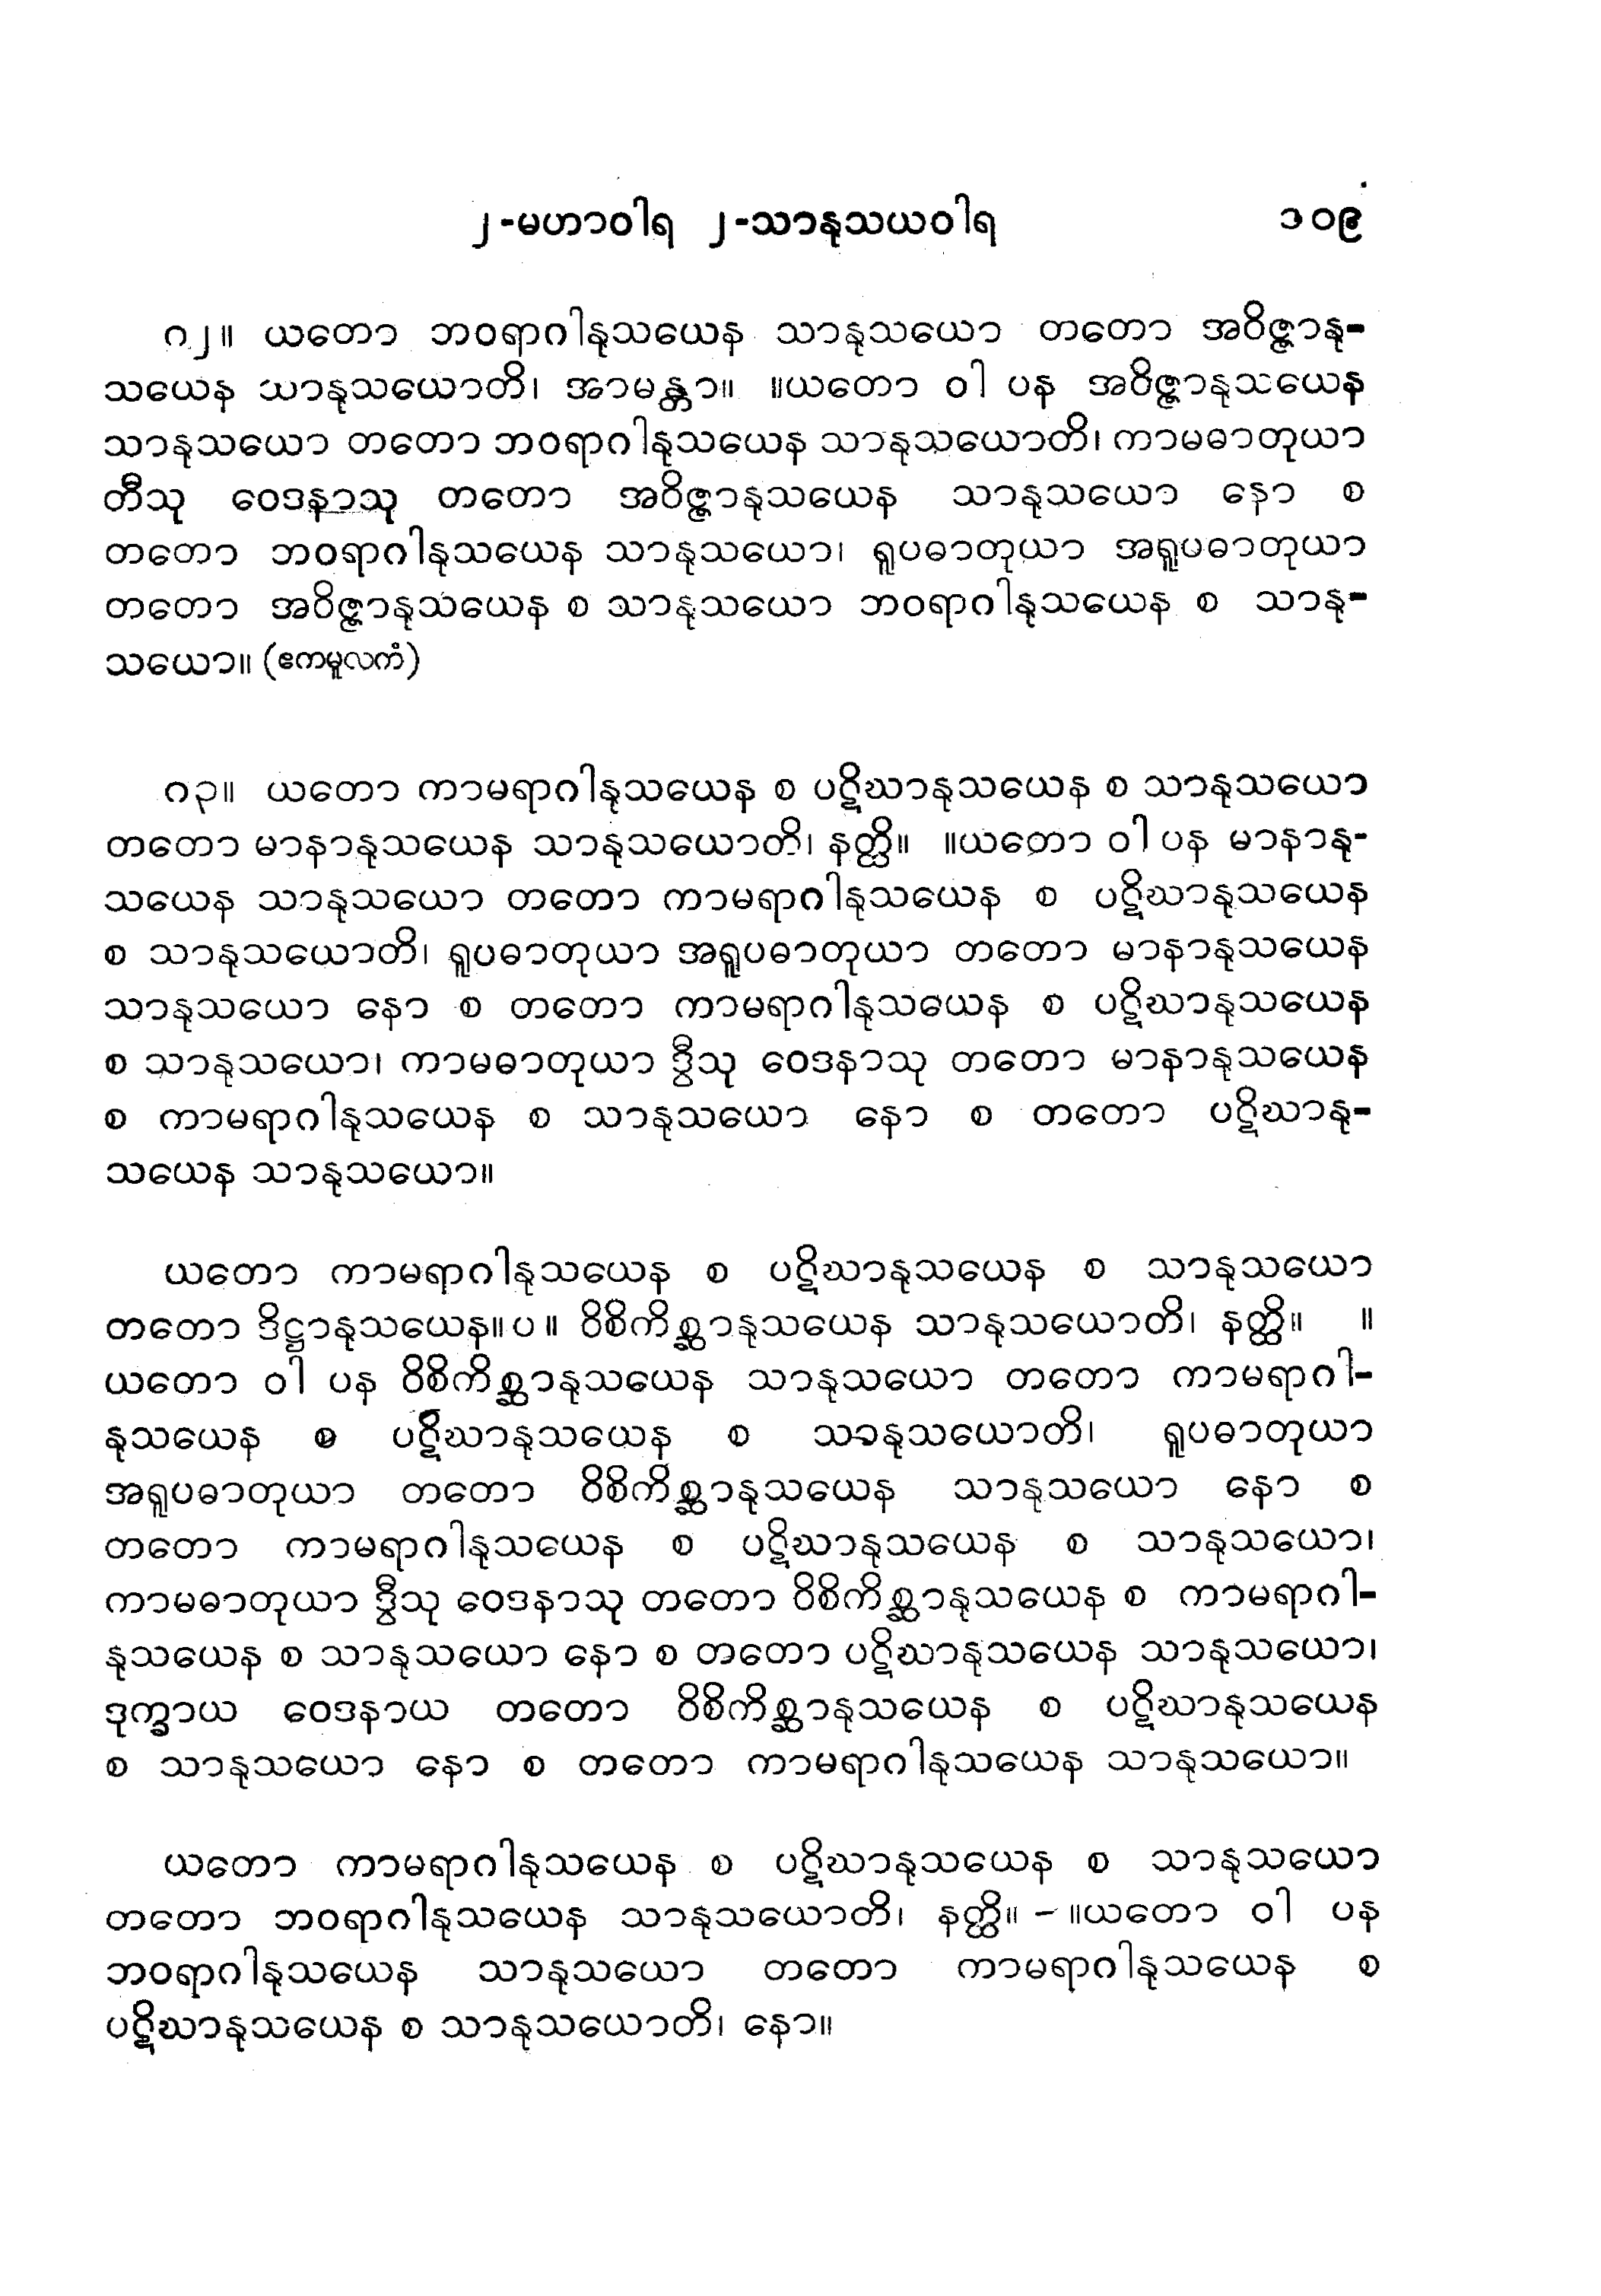 ၂-မဟာဝါရ ၂-သာနုသယဝါရ ၁၀၉
၇၂။ ယတော ဘဝရာဂါနုသယေန သာနုသယော တတော အဝိဇ္ဇာနု-
သယေန သာနုသယောတိ၊ အာမန္တာ။ ။ယတော ဝါ ပန အဝိဇ္ဇာနုသယေန
သာနုသယော တတော ဘဝရာဂါနုသယေန သာနုသယောတိ၊ ကာမဓာတုယာ
တီသု ဝေဒနာသု တတော အဝိဇ္ဇာနုသယေန သာနုသယော နော စ
တတော ဘဝရာဂါနုသယေန သာနုသယော၊ ရူပဓာတုယာ အရူပဓာတုယာ
တတော အဝိဇ္ဇာနုသယေန စ သာနုသယော ဘဝရာဂါနုသယေန စ သာနု-
သယော။ (ဧကမူလကံ)
၇၃။ ယတော ကာမရာဂါနုသယေန စ ပဋိဃာနုသယေန စ သာနုသယော
တတော မာနာနုသယေန သာနုသယောတိ၊ နတ္ထိ။ ။ယတော ဝါ ပန မာနာနု-
သယေန သာနုသယော တတော ကာမရာဂါနုသယေန စ ပဋိဃာနုသယေန
စ သာနုသယောတိ၊ ရူပဓာတုယာ အရူပဓာတုယာ တတော မာနာနုသယေန
သာနုသယော နော စ တတော ကာမရာဂါနုသယေန စ ပဋိဃာနုသယေန
စ သာနုသယော၊ ကာမဓာတုယာ ဒွီသု ဝေဒနာသု တတော မာနာနုသယေန
စ ကာမရာဂါနုသယေန စ သာနုသယော နော စ တတော ပဋိဃာနု-
သယေန သာနုသယော။
ယတော ကာမရာဂါနုသယေန စ ပဋိဃာနုသယေန စ သာနုသယော
တတော ဒိဋ္ဌာနုသယေန။ပ။ ဝိစိကိစ္ဆာနုသယေန သာနုသယောတိ၊ နတ္ထိ။ ။
ယတော ဝါ ပန ဝိစိကိစ္ဆာနုသယေန သာနုသယော တတော ကာမရာဂါ-
နုသယေန စ ပဋိဃာနုသယေန စ သာနုသယောတိ၊ ရူပဓာတုယာ
အရူပဓာတုယာ တတော ဝိစိကိစ္ဆာနုသယေန သာနုသယော နော စ
တတော ကာမရာဂါနုသယေန စ ပဋိဃာနုသယေန စ သာနုသယော၊
ကာမဓာတုယာ ဒွီသု ဝေဒနာသု တတော ဝိစိကိစ္ဆာနုသယေန စ ကာမရာဂါ-
နုသယေန စ သာနုသယော နော စ တတော ပဋိဃာနုသယေန သာနုသယော၊
ဒုက္ခာယ ဝေဒနာယ တတော ဝိစိကိစ္ဆာနုသယေန စ ပဋိဃာနုသယေန
စ သာနုသယော နော စ တတော ကာမရာဂါနုသယေန သာနုသယော။
ယတော ကာမရာဂါနုသယေန စ ပဋိဃာနုသယေန စ သာနုသယော
တတော ဘဝရာဂါနုသယေန သာနုသယောတိ၊ နတ္ထိ။ - ။ယတော ဝါ ပန
ဘဝရာဂါနုသယေန သာနုသယော တတော ကာမရာဂါနုသယေန စ
ပဋိဃာနုသယေန စ သာနုသယောတိ၊ နော။